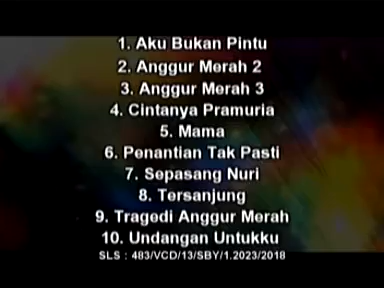 1. Aku Bukan Pintu
2. Anggur Merah 2
3. Anggur Merah 3
4. Cintanya Pramuria
5. Mama
6. Penantian Tak Pasti
7. Sepasang Nuri
8. Tersanjung
9. Tragedi Anggur Merah
10. Undangan Untukku
SLS : 483/VCD/13/SBY/1.2023/2018